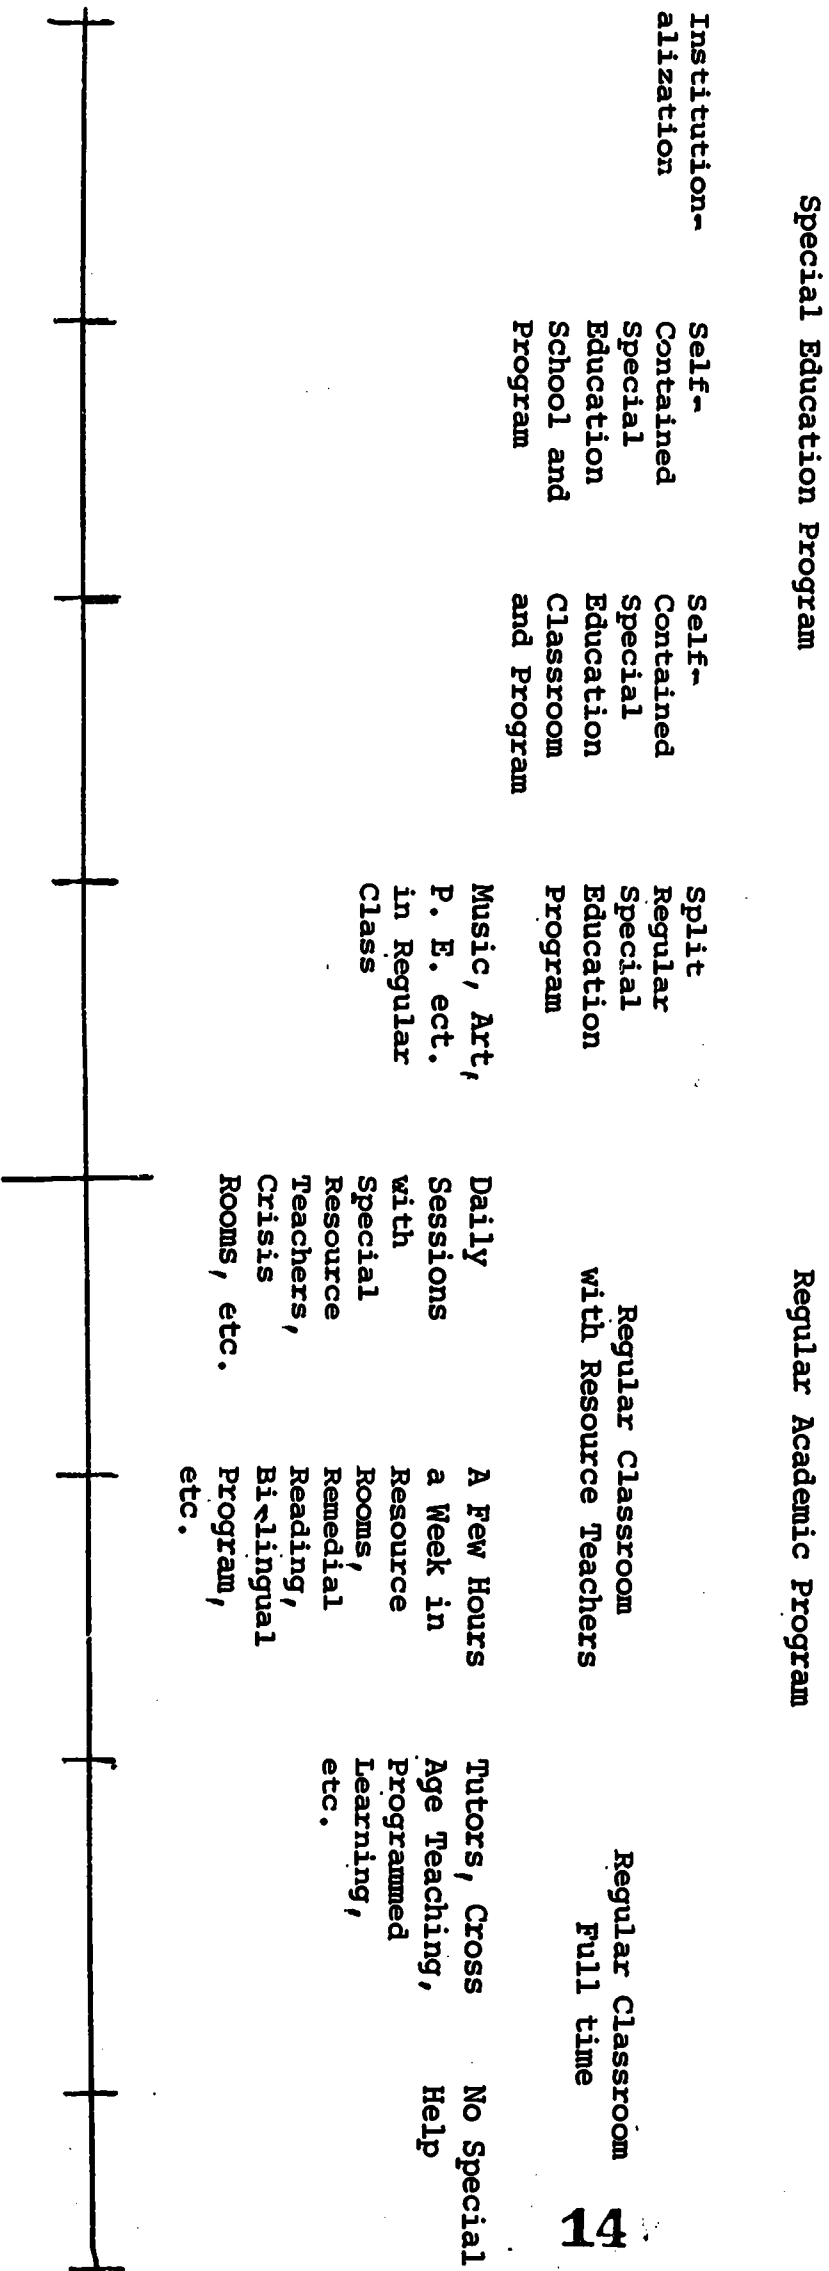 Special Education Program
Regular Academic Program
Institution-
alization
Self-
Contained
Special
Education
School and
Program
Self-
Contained
Special
Education
Classroom
and Program
Split
Regular
Special
Education
Program
Music, Art,
P. E. ect.
in Regular
Class
Regular Classroom
with Resource Teachers
Daily
Sessions
with
Special
Resource
Teachers,
Crisis
Rooms, etc.
A Few Hours
a Week in
Resource
Rooms,
Remedial
Reading,
Bi-lingual
Program,
etc.
Regular Classroom
Full time
Tutors, Cross
Age Teaching,
Programmed
Learning,
etc.
No Special
Help
14